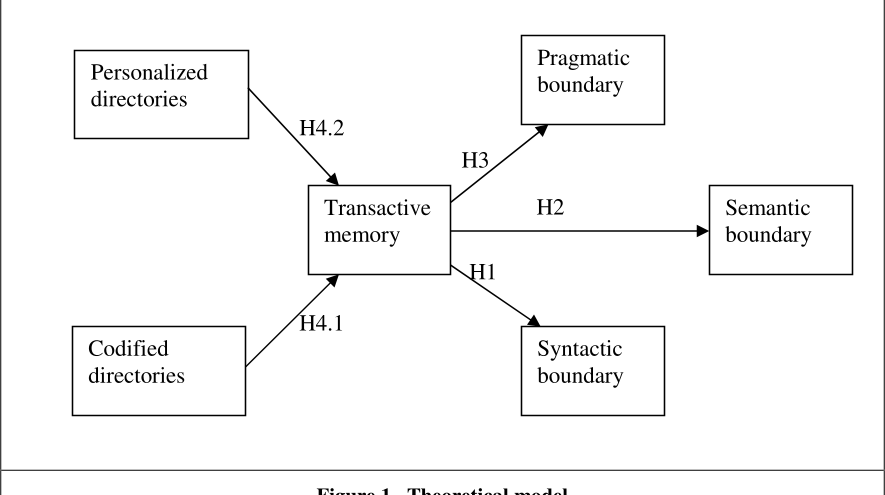 Personalized
directories
Pragmatic
boundary
H4.2
H3
Transactive
memory
H2
Semantic
boundary
H1
H4.1
Codified
directories
Syntactic
boundary
Figure 1. Theoretical model